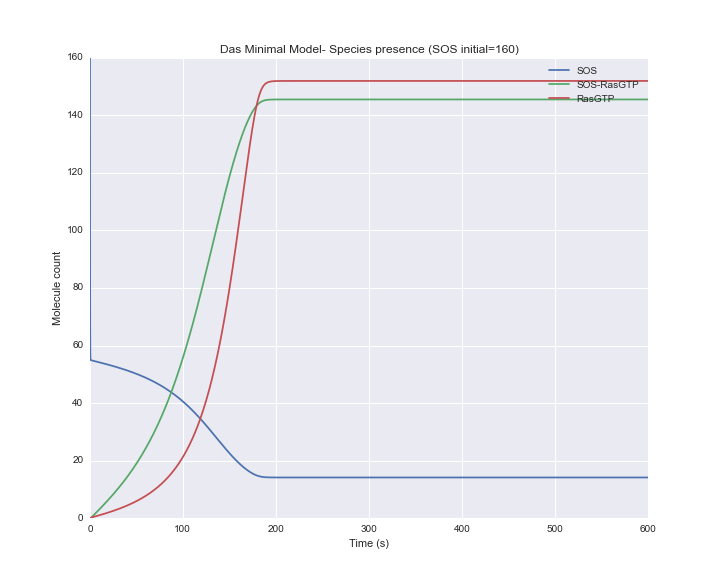 Das Minimal Model- Species presence (SOS initial=160)
160
140
120
100
80
60
40
20
0
Molecule count
SOS
SOS-RasGTP
RasGTP
0 100 200 300 400 500 600
Time (s)